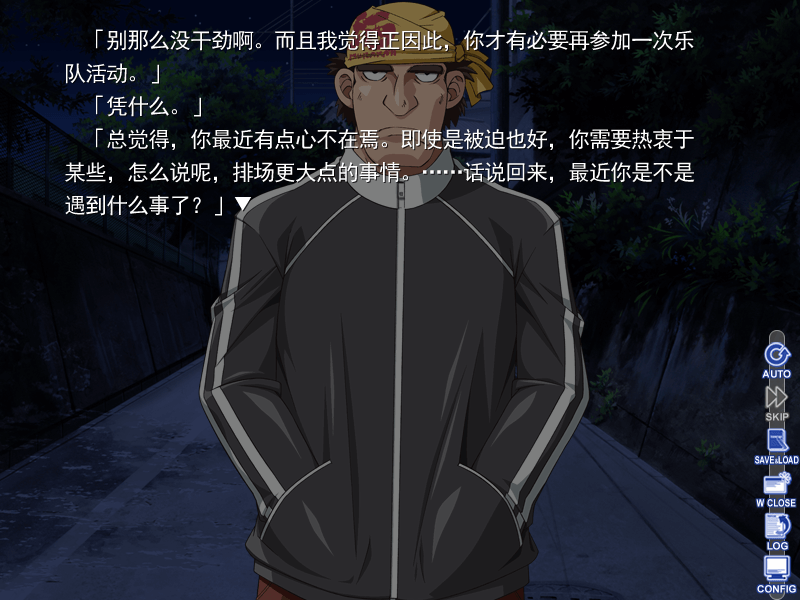 「别那么没干劲啊。而且我觉得正因此，你才有必要再参加一次乐
队活动。」
「凭什么。」
「总觉得，你最近有点心不在焉。即使是被迫也好，你需要热衷于
某些，怎么说呢，排场更大点的事情。……话说回来，最近你是不是
遇到什么事了？」▼
AUTO
SKIP
SAVE&LOAD
W CLOSE
LOG
CONFIG